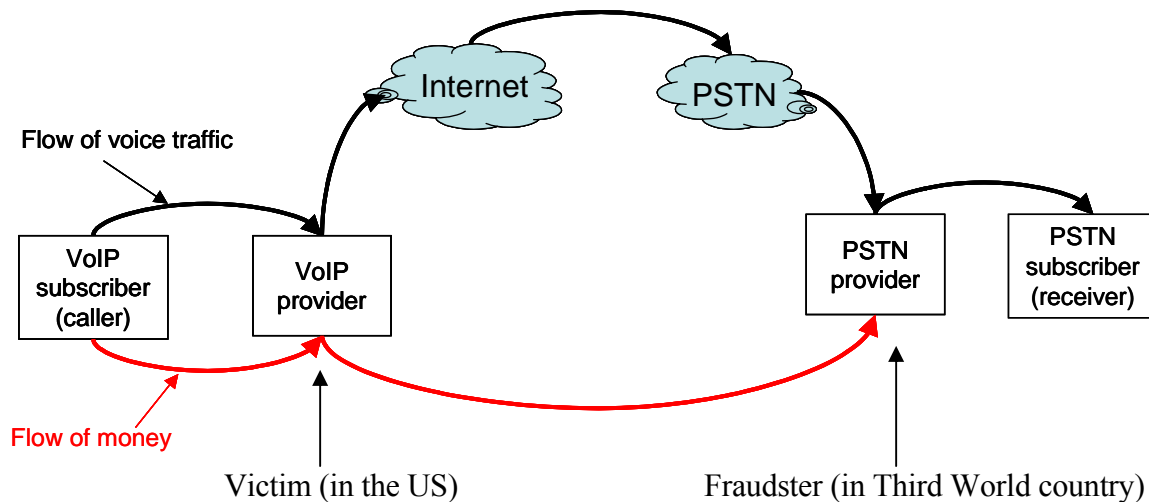 Internet
PSTN
Flow of voice traffic
VoIP
subscriber
(caller)
VoIP
provider
PSTN
provider
PSTN
subscriber
(receiver)
Flow of money
Victim (in the US)
Fraudster (in Third World country)